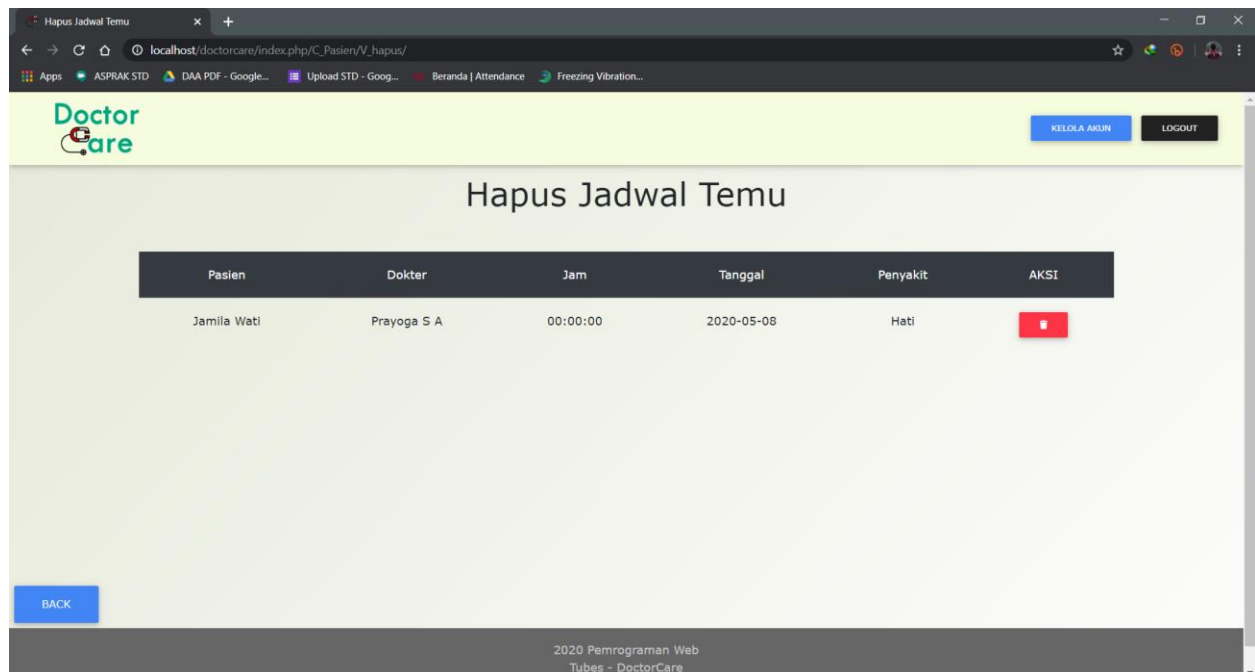 Hapus Jadwal Temu
localhost/doctorcare/index.php/C_Pasien/V_hapus/
Apps ASPRAK STD DAA PDF - Google... Upload STD - Goog... Beranda | Attendance Freezing Vibration...
Doctor
Care
KELOLA AKUN LOGOUT
Hapus Jadwal Temu
Pasien Dokter Jam Tanggal Penyakit AKSI
Jamila Wati Prayoga S A 00:00:00 2020-05-08 Hati
BACK
2020 Pemrograman Web
Tubes - DoctorCare